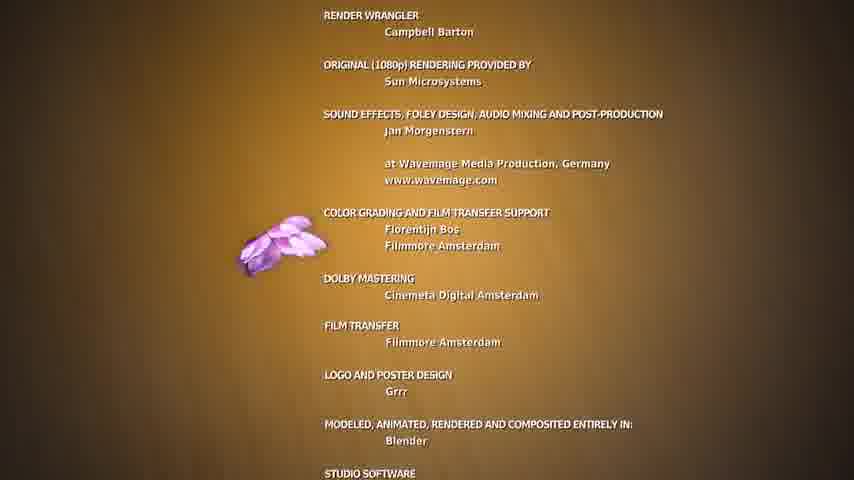 RENDER WRANGLER
Campbell Barton
ORIGINAL (1080p) RENDERING PROVIDED BY
Sun Microsystems
SOUND EFFECTS, FOLEY DESIGN, AUDIO MIXING AND POST-PRODUCTION
Jan Morgenstern
at Wavemage Media Production, Germany
www.wavemage.com
COLOR GRADING AND FILM TRANSFER SUPPORT
Florentijn Bos
Filmmore Amsterdam
DOLBY MASTERING
Cinemeta Digital Amsterdam
FILM TRANSFER
Filmmore Amsterdam
LOGO AND POSTER DESIGN
Grrr
MODELED, ANIMATED, RENDERED AND COMPOSITED ENTIRELY IN:
Blender
STUDIO SOFTWARE